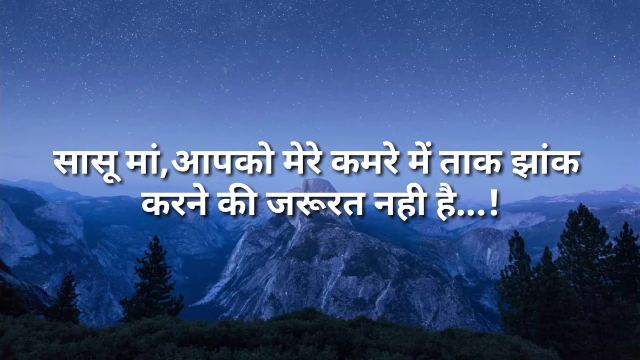 सासू मां,आपको मेरे कमरे में ताक झांक
करने की जरूरत नही है...!